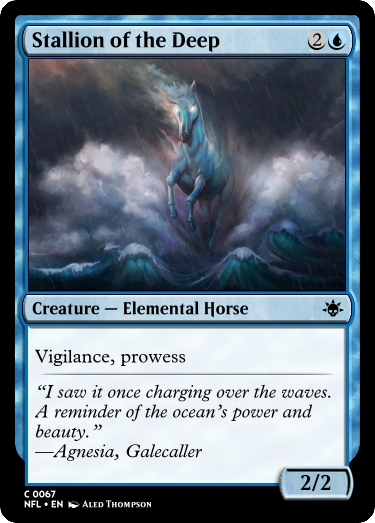 Stallion of the Deep 2
Creature — Elemental Horse
Vigilance, prowess
“I saw it once charging over the waves.
A reminder of the ocean’s power and
beauty.”
—Agnesia, Galecaller
2/2
C 0067
NFL • EN Aled Thompson